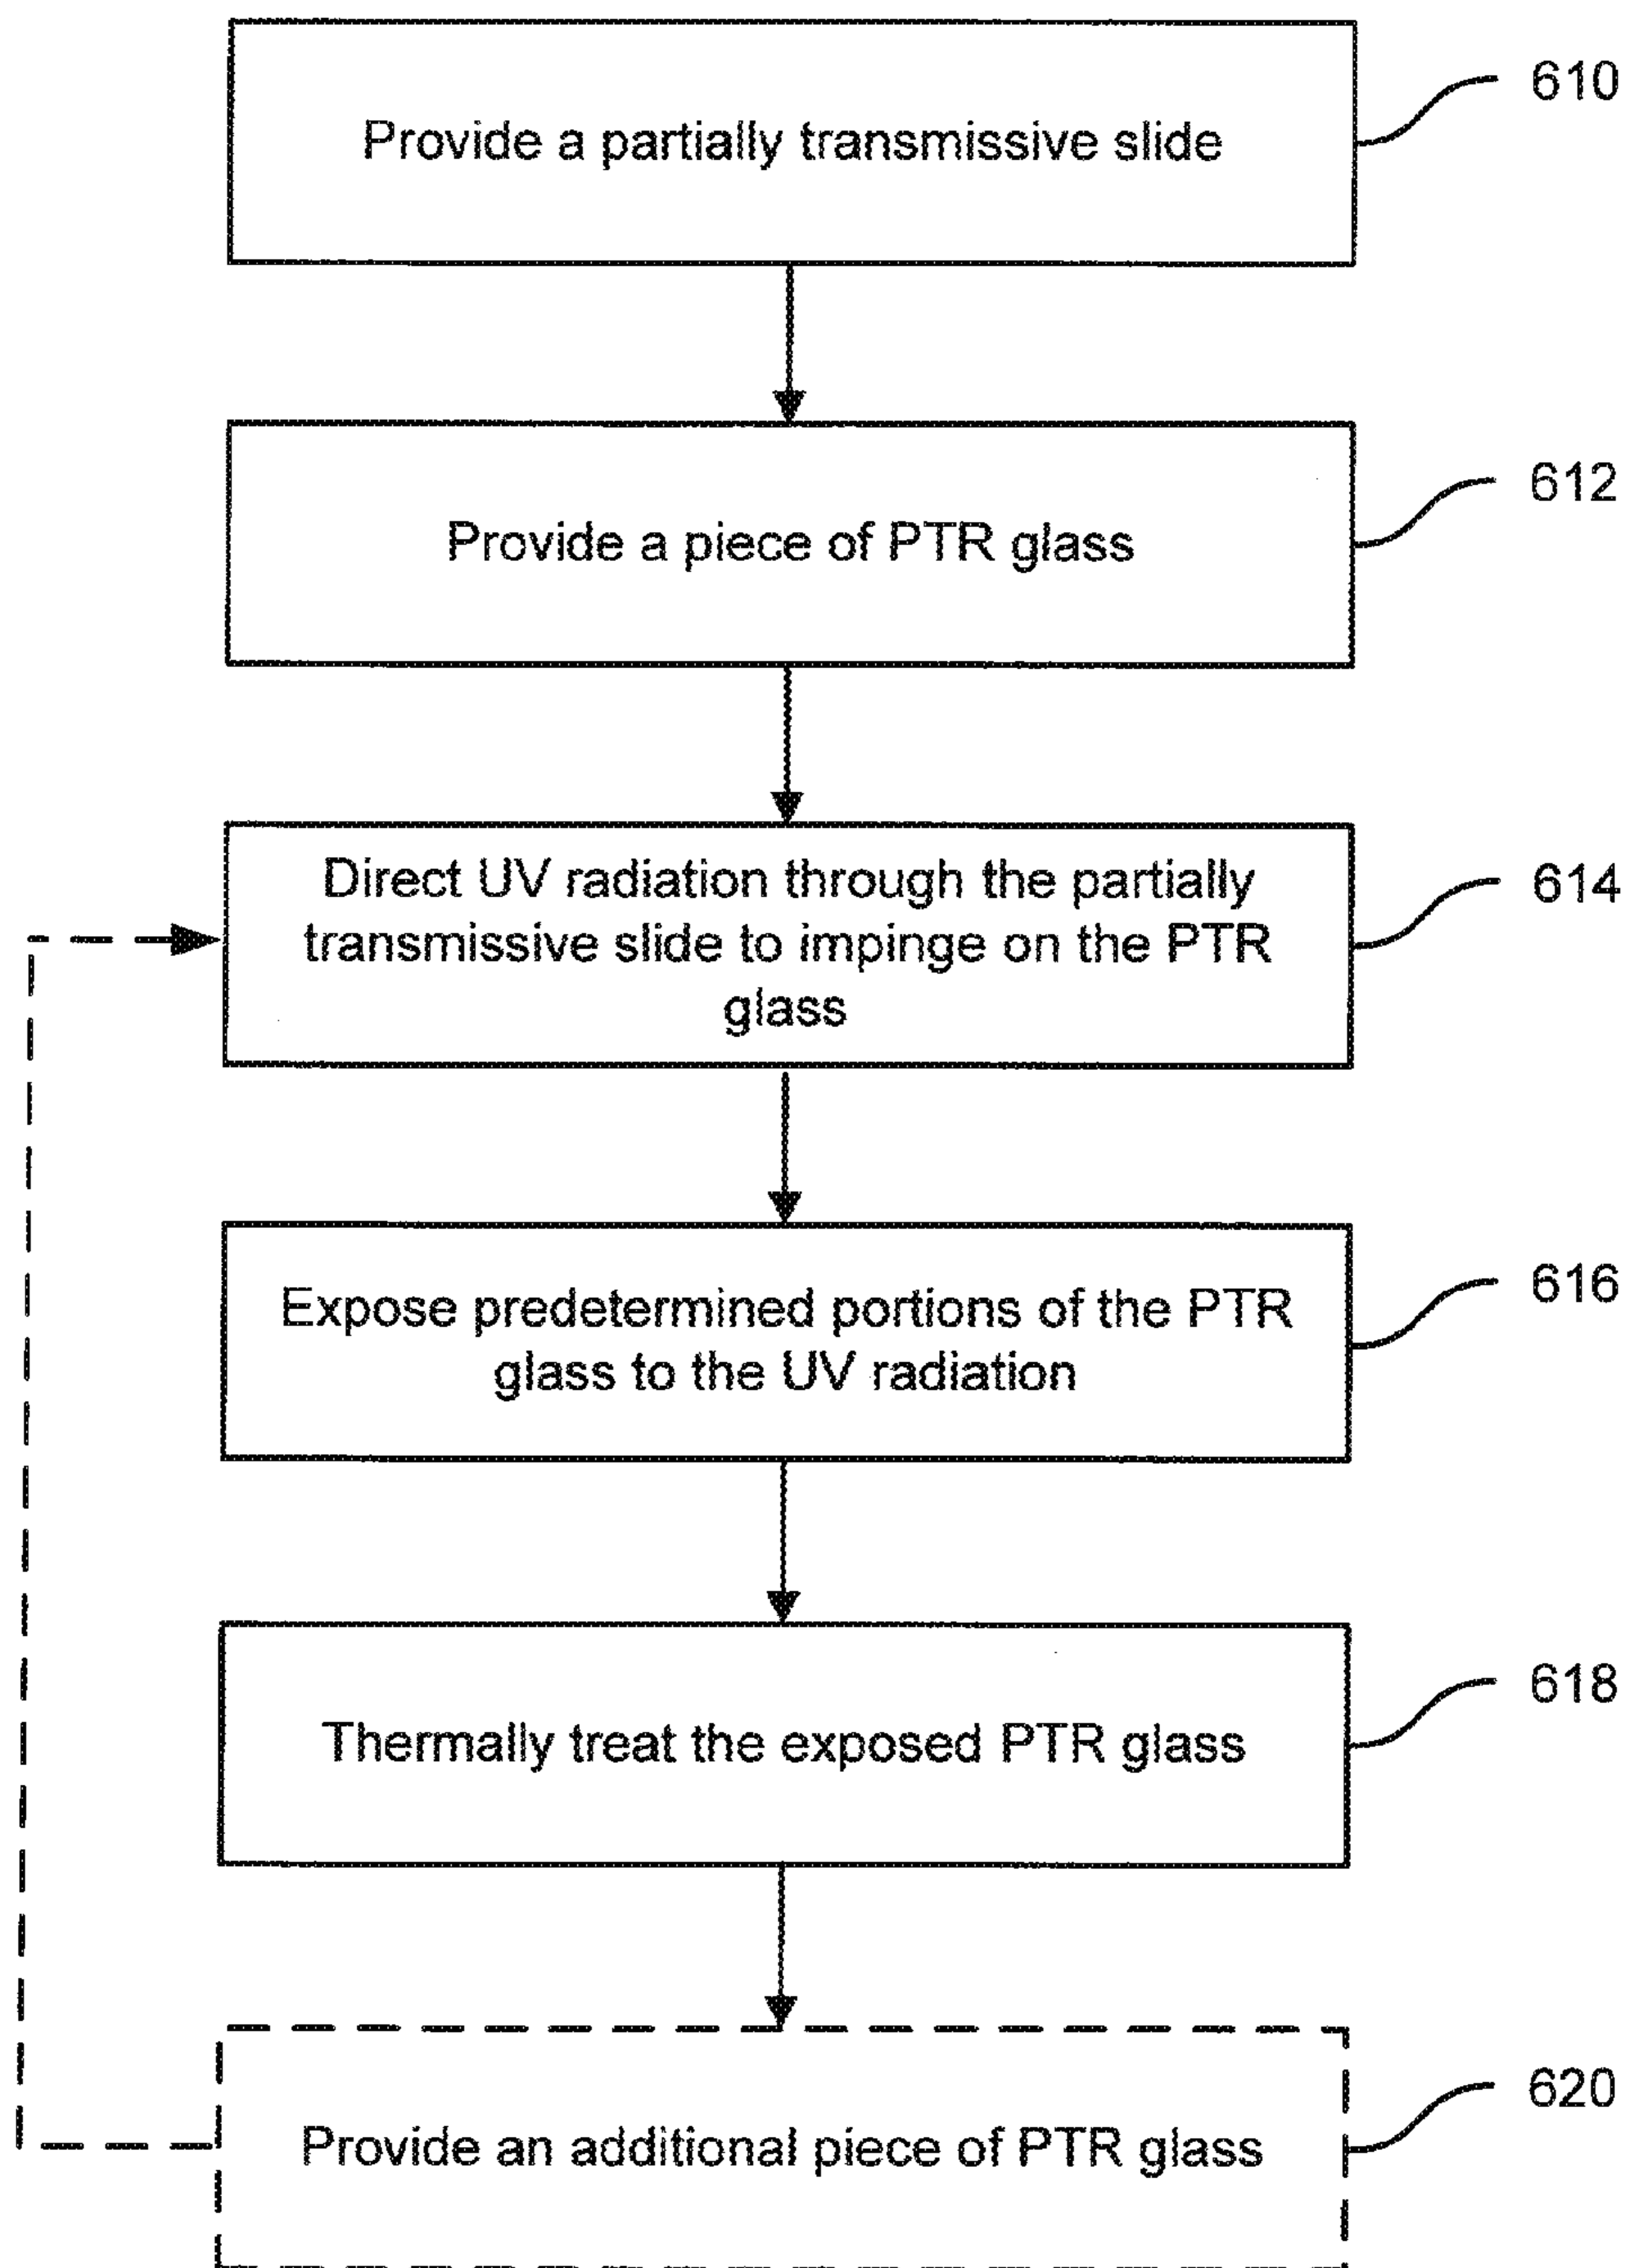 Provide a partially transmissive slide
610
Provide a piece of PTR glass
612
Direct UV radiation through the partially
transmissive slide to impinge on the PTR
glass
614
Expose predetermined portions of the PTR
glass to the UV radiation
616
Thermally treat the exposed PTR glass
618
Provide an additional piece of PTR glass
620